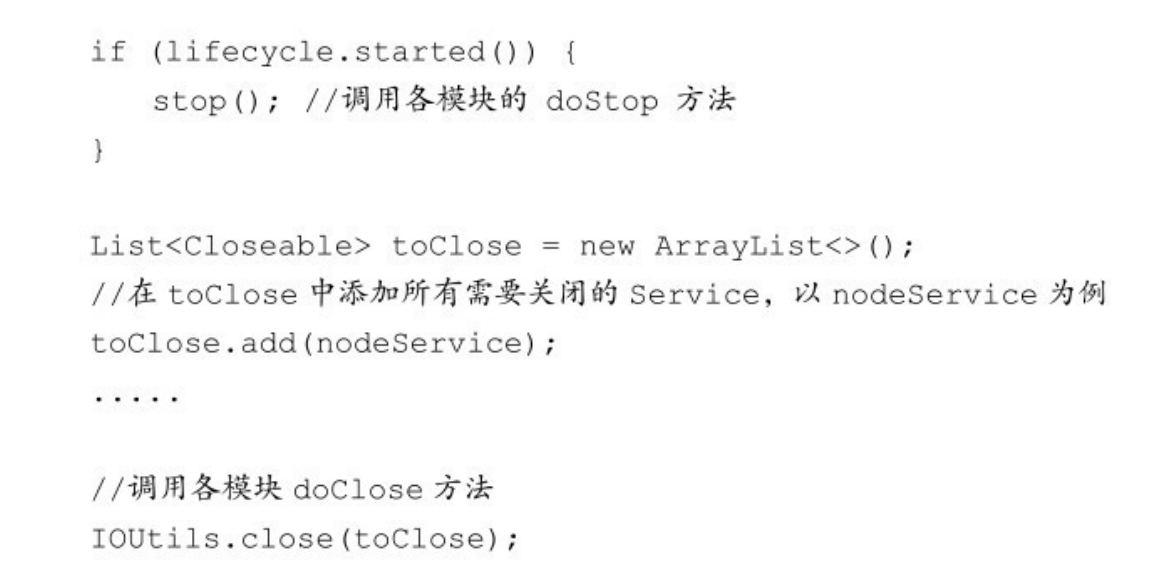 if (lifecycle.started()) {
stop(); //调用各模块的 doStop 方法
}
List<Closeable> toClose = new ArrayList<>();
//在 toClose 中添加所有需要关闭的 Service, 以 nodeService 为例
toClose.add(nodeService);
.....
//调用各模块 doClose 方法
IOUtils.close(toClose);